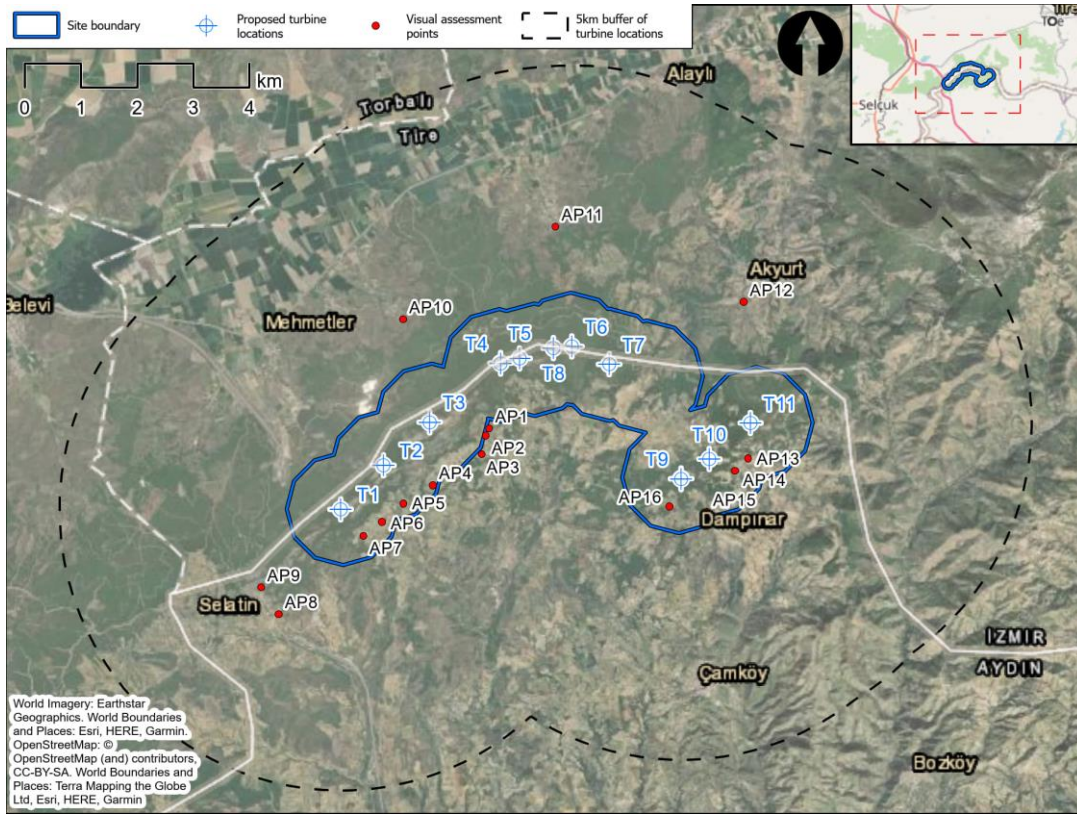 Site boundary
Proposed turbine
locations
Visual assessment
points
5km buffer of
turbine locations
km
0 1 2 3 4
Alaylı
Tire
Selçuk
Torbalı
Tire
AP11
Akyurt
AP12
Belevi
Mehmetler
AP10
T6
T5
T4
T7
T8
T3
T11
AP1
AP2
T2
T10
AP3
AP13
T9
AP4
AP14
T1
AP5
AP16
AP15
Dampınar
AP6
AP7
AP9
Selatin
AP8
İZMIR
AYDIN
Çamköy
Bozköy
World Imagery: Earthstar
Geographics. World Boundaries
and Places: Esri, HERE, Garmin.
OpenStreetMap: ©
OpenStreetMap (and) contributors,
CC-BY-SA. World Boundaries and
Places: Terra Mapping the Globe
Ltd, Esri, HERE, Garmin